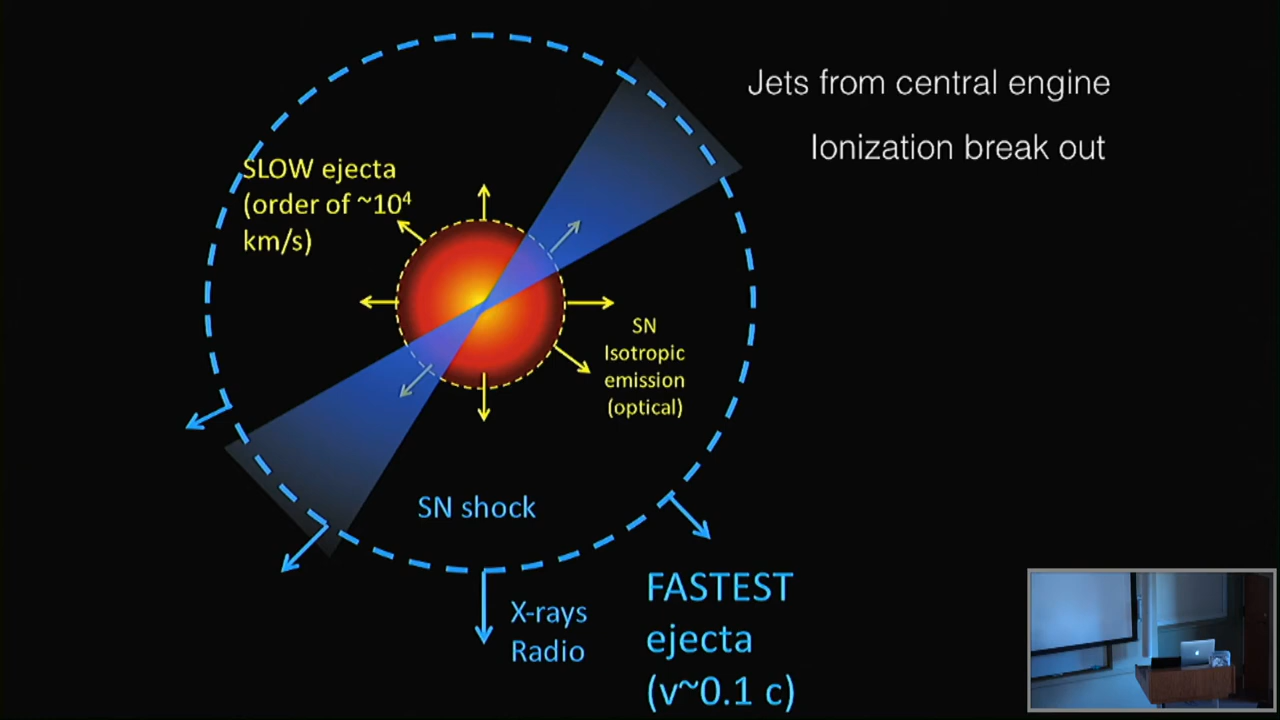 Jets from central engine
Ionization break out
SLOW ejecta
(order of ~10⁴
km/s)
SN
Isotropic
emission
(optical)
SN shock
X-rays
Radio
FASTEST
ejecta
(v~0.1 c)